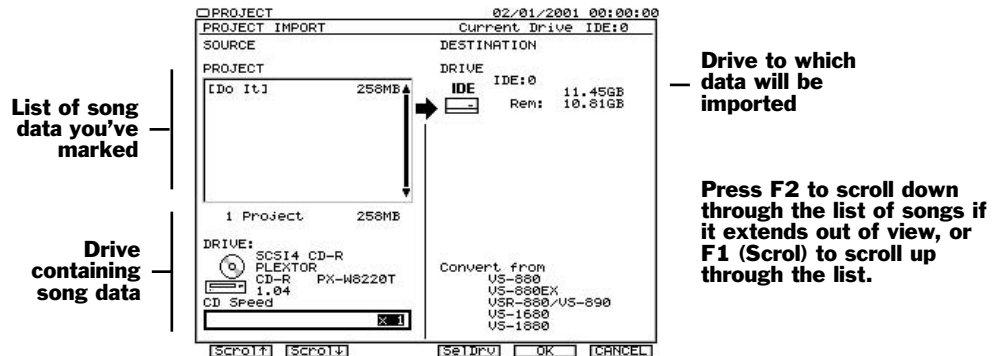 PROJECT 02/01/2001 00:00:00
PROJECT IMPORT Current Drive IDE:0
SOURCE DESTINATION
PROJECT DRIVE
[Do It] 258MB
IDE IDE:0
11.45GB
Rem: 10.81GB
1 Project 258MB
DRIVE:
SCSI4 CD-R
PLEXTOR
CD-R PX-W8220T
1.04
CD Speed
x 1
Convert from
VS-880
VS-880EX
VSR-880/VS-890
VS-1680
VS-1880
[Scrol↑] [Scrol↓] [SelDrv] [ OK ] [CANCEL]
List of song
data you've
marked
Drive
containing
song data
Drive to which
data will be
imported
Press F2 to scroll down
through the list of songs if
it extends out of view, or
F1 (Scrol) to scroll up
through the list.